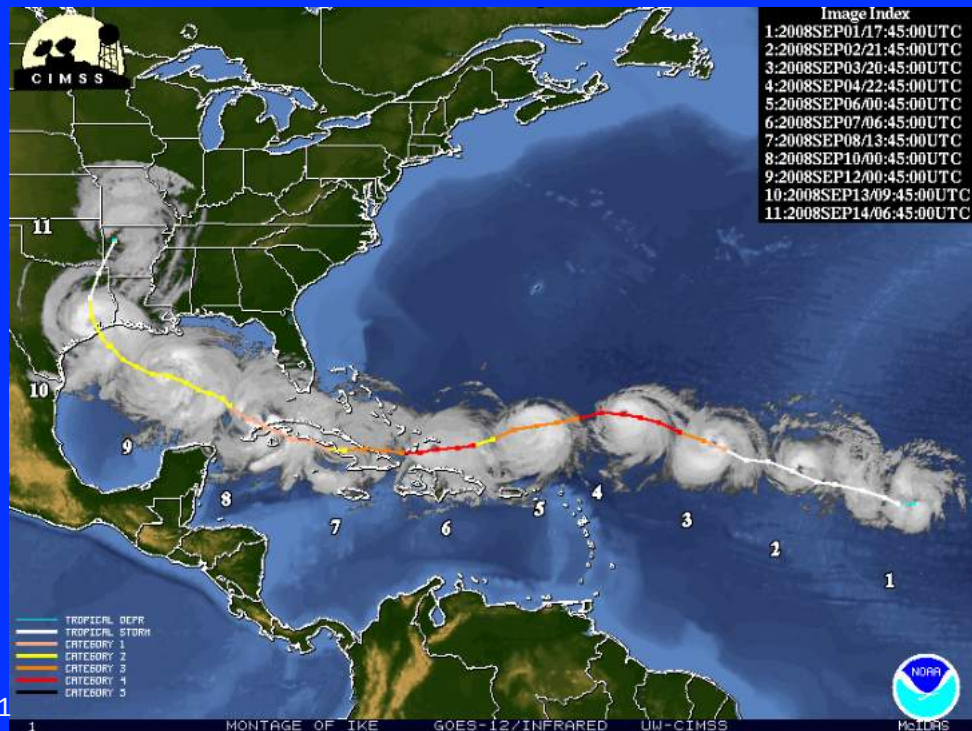 CIMSS
Image Index
1:2008SEP01/17:45:00UTC
2:2008SEP02/21:45:00UTC
3:2008SEP03/20:45:00UTC
4:2008SEP04/22:45:00UTC
5:2008SEP06/00:45:00UTC
6:2008SEP07/06:45:00UTC
7:2008SEP08/13:45:00UTC
8:2008SEP10/00:45:00UTC
9:2008SEP12/00:45:00UTC
10:2008SEP13/09:45:00UTC
11:2008SEP14/06:45:00UTC
11
10
9
8
7
6
5
4
3
2
1
TROPICAL DEPR
TROPICAL STORM
CATEGORY 1
CATEGORY 2
CATEGORY 3
CATEGORY 4
CATEGORY 5
NOAA
1
1 MONTAGE OF IKE GOES-12/INFRARED UW-CIMSS McIDAS